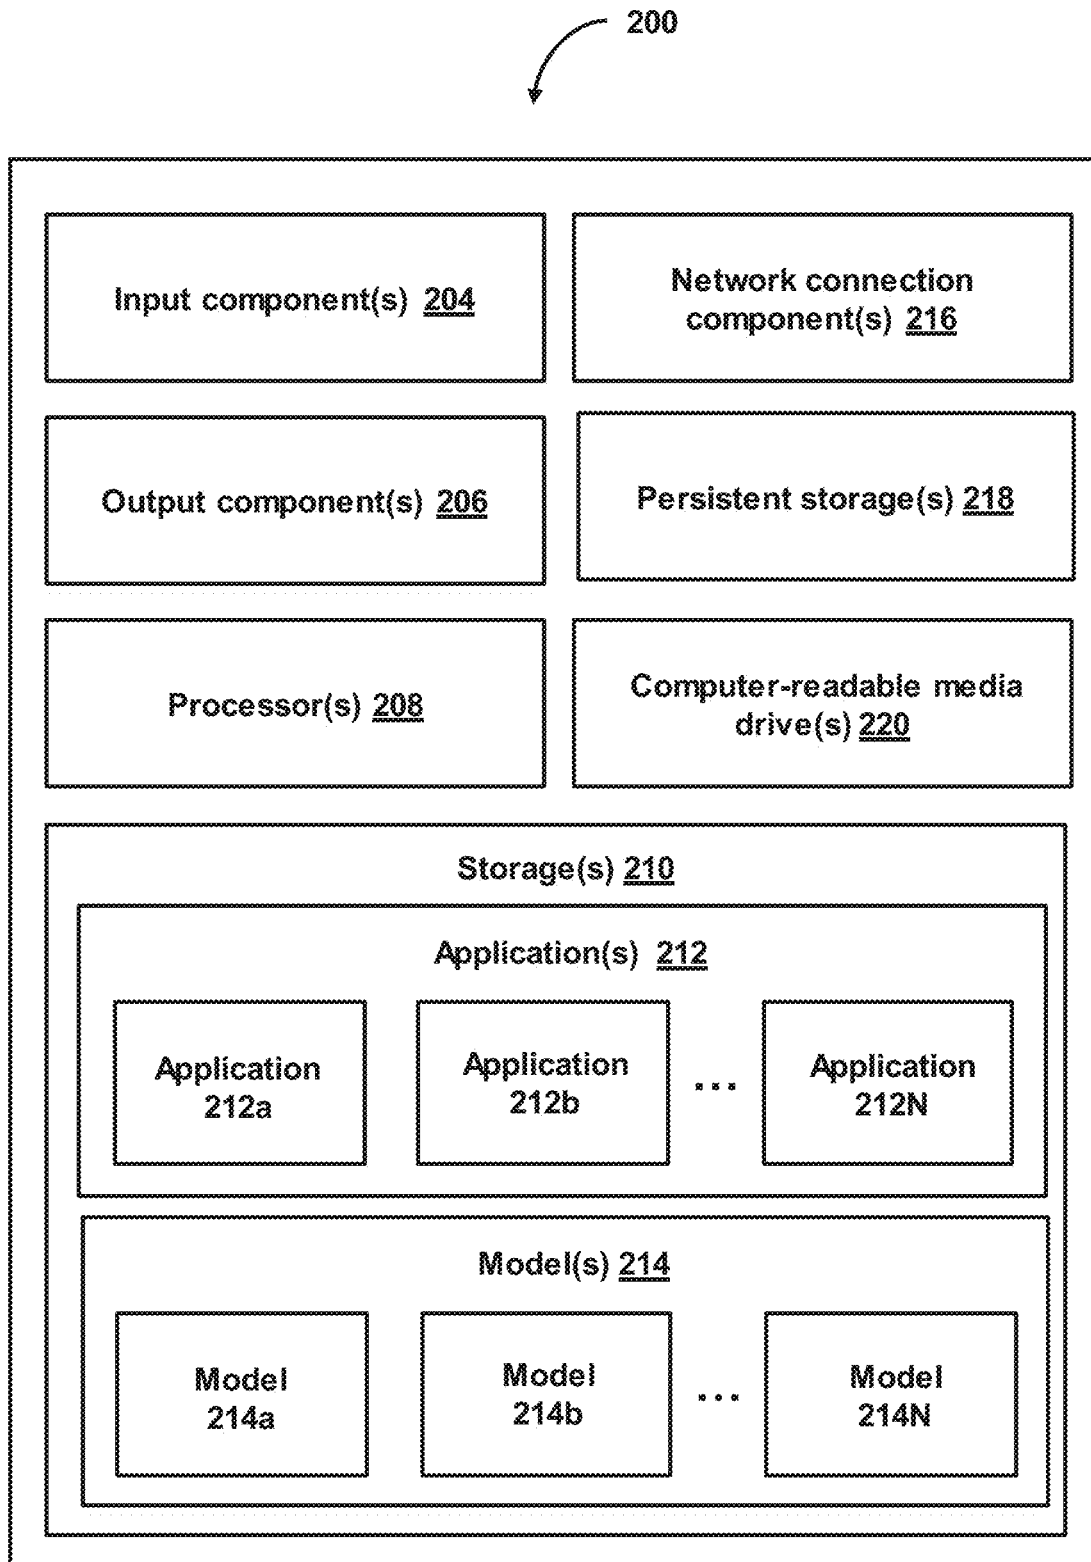 200
Input component(s) 204
Network connection
component(s) 216
Output component(s) 206
Persistent storage(s) 218
Processor(s) 208
Computer-readable media
drive(s) 220
Storage(s) 210
Application(s) 212
Application
212a
Application
212b
...
Application
212N
Model(s) 214
Model
214a
Model
214b
...
Model
214N